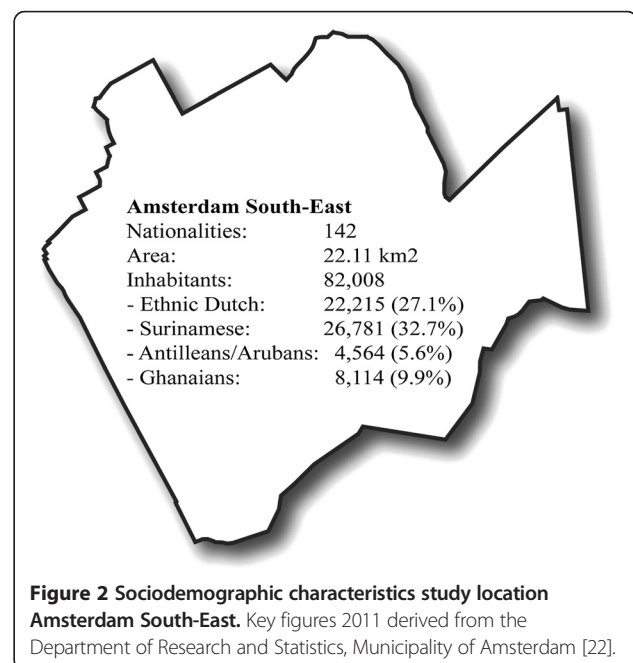 Amsterdam South-East
Nationalities: 142
Area: 22.11 km2
Inhabitants: 82,008
- Ethnic Dutch: 22,215 (27.1%)
- Surinamese: 26,781 (32.7%)
- Antilleans/Arubans: 4,564 (5.6%)
- Ghanaians: 8,114 (9.9%)
Figure 2 Sociodemographic characteristics study location
Amsterdam South-East. Key figures 2011 derived from the
Department of Research and Statistics, Municipality of Amsterdam [22].